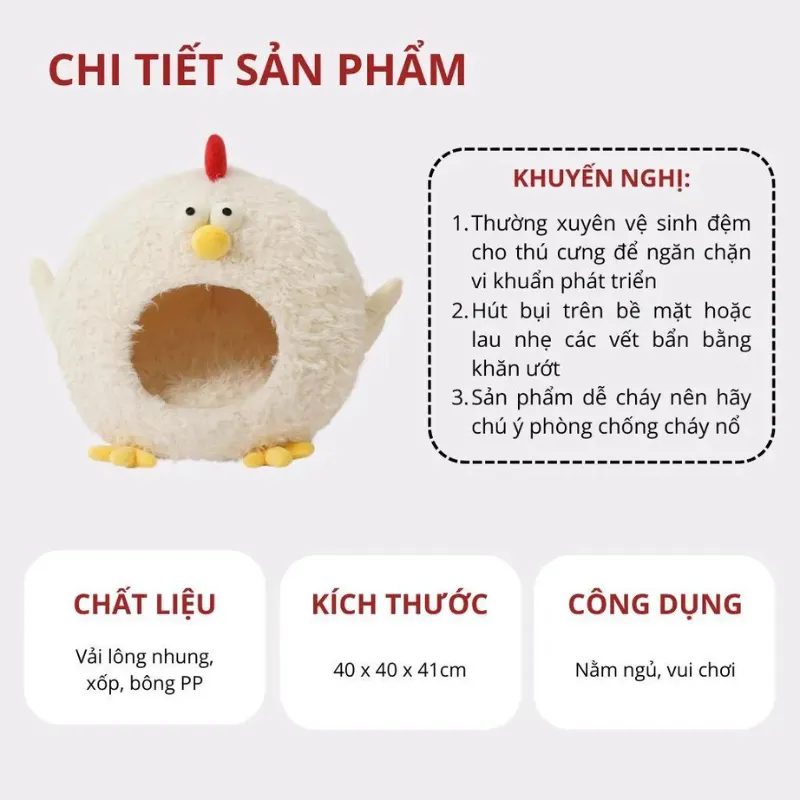 CHI TIẾT SẢN PHẨM
KHUYẾN NGHỊ:
1. Thường xuyên vệ sinh đệm
cho thú cưng để ngăn chặn
vi khuẩn phát triển
2. Hút bụi trên bề mặt hoặc
lau nhẹ các vết bẩn bằng
khăn ướt
3. Sản phẩm dễ cháy nên hãy
chú ý phòng chống cháy nổ
CHẤT LIỆU
Vải lông nhung,
xốp, bông PP
KÍCH THƯỚC
40 x 40 x 41cm
CÔNG DỤNG
Nằm ngủ, vui chơi